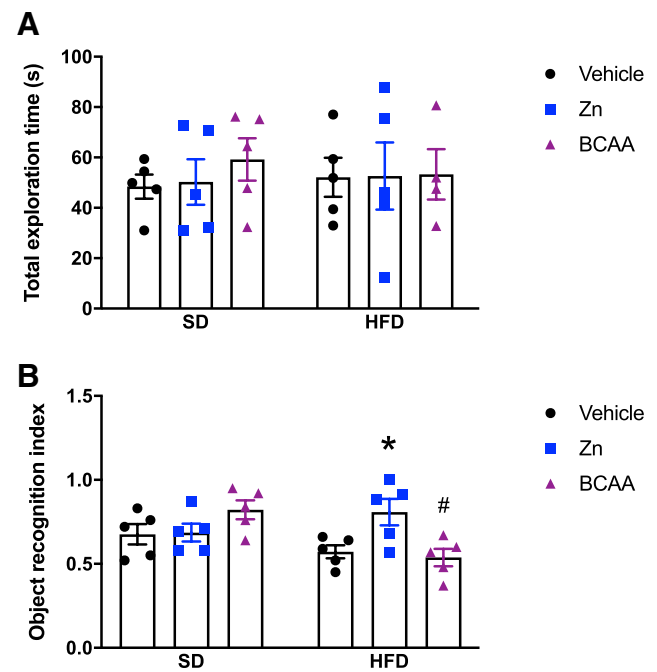 A
Total exploration time (s)
100
80
60
40
20
0
SD
HFD
Vehicle
Zn
BCAA
B
Object recognition index
1.5
1.0
0.5
0.0
*
#
SD
HFD
Vehicle
Zn
BCAA